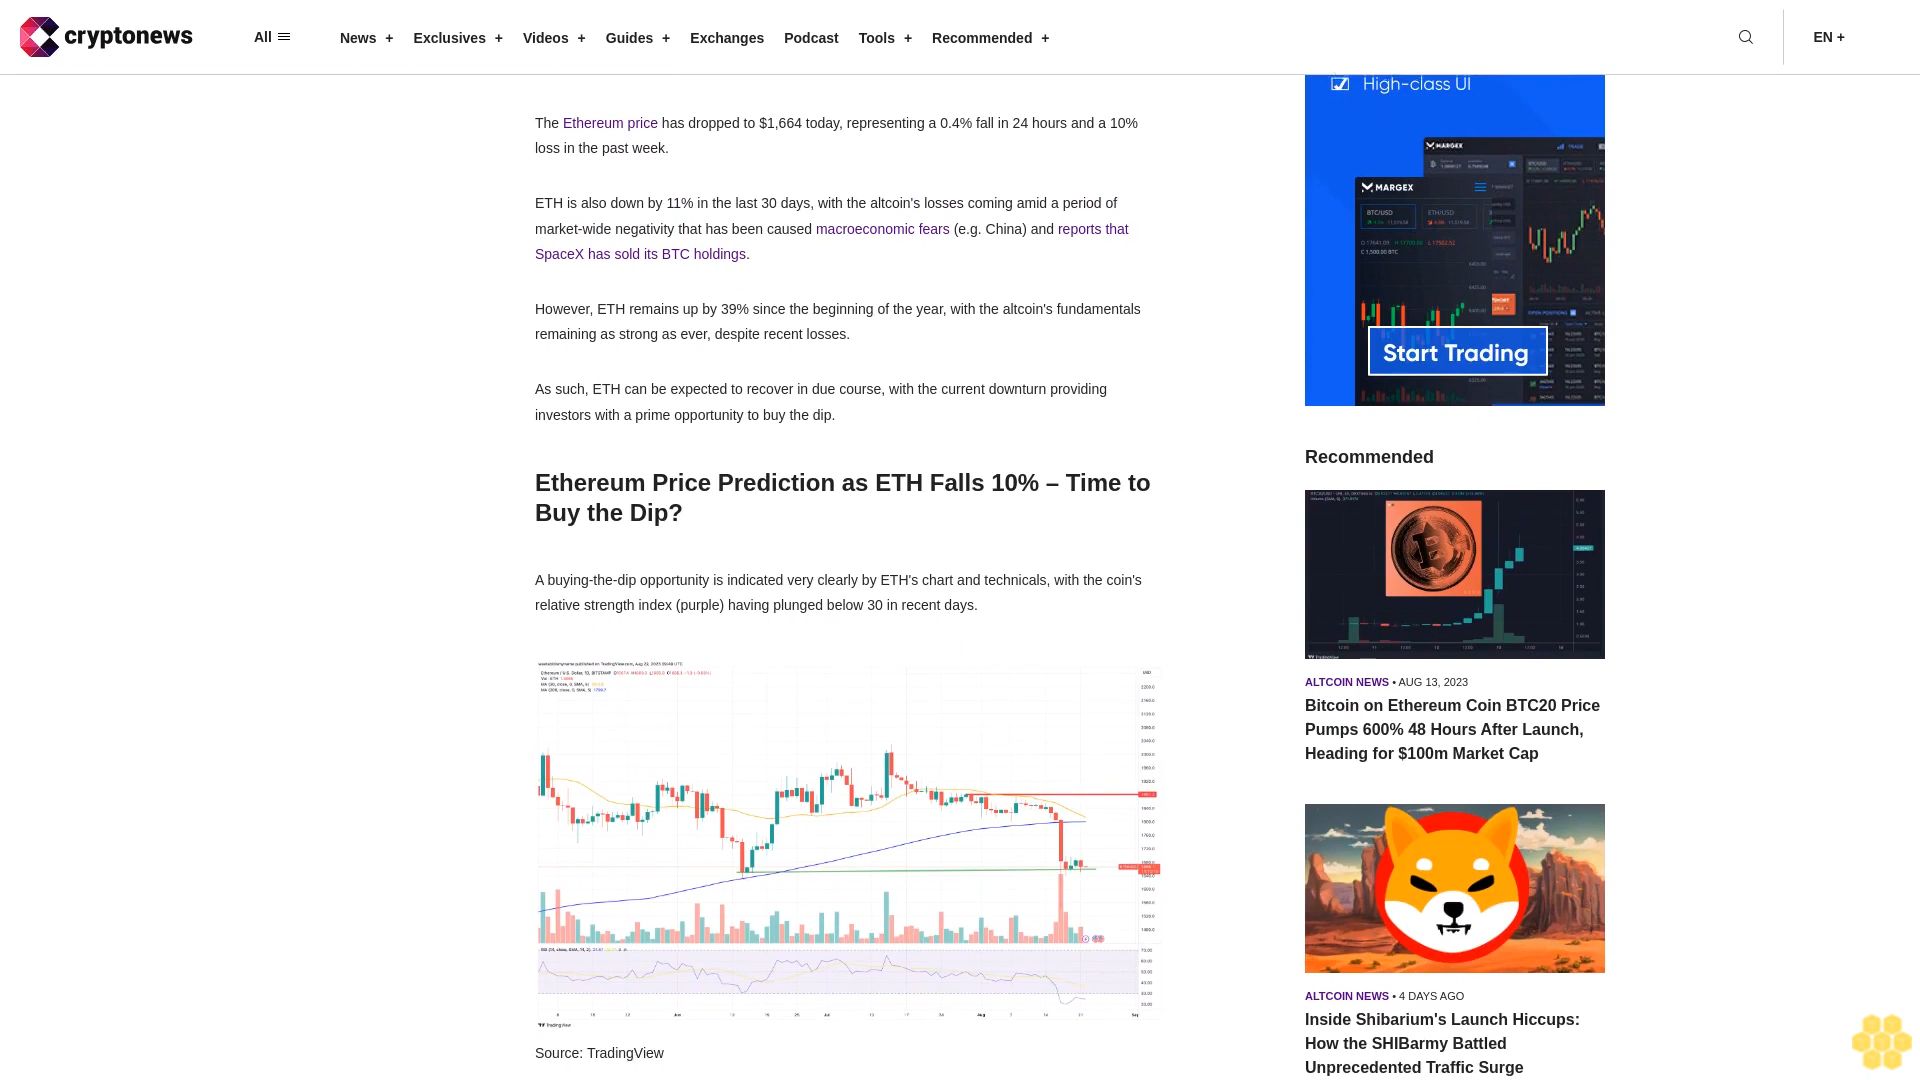 cryptonews
All
News +
Exclusives +
Videos +
Guides +
Exchanges
Podcast
Tools +
Recommended +
EN +
The Ethereum price has dropped to $1,664 today, representing a 0.4% fall in 24 hours and a 10%
loss in the past week.
ETH is also down by 11% in the last 30 days, with the altcoin's losses coming amid a period of
market-wide negativity that has been caused macroeconomic fears (e.g. China) and reports that
SpaceX has sold its BTC holdings.
However, ETH remains up by 39% since the beginning of the year, with the altcoin's fundamentals
remaining as strong as ever, despite recent losses.
As such, ETH can be expected to recover in due course, with the current downturn providing
investors with a prime opportunity to buy the dip.
Ethereum Price Prediction as ETH Falls 10% – Time to
Buy the Dip?
A buying-the-dip opportunity is indicated very clearly by ETH's chart and technicals, with the coin's
relative strength index (purple) having plunged below 30 in recent days.
TradingView
Source: TradingView
High-class UI
MARGEX
TRADE
MARGEX
BTC/USD
ETH/USD
OPEN POSITIONS
Start Trading
Recommended
TradingView
ALTCOIN NEWS • AUG 13, 2023
Bitcoin on Ethereum Coin BTC20 Price
Pumps 600% 48 Hours After Launch,
Heading for $100m Market Cap
ALTCOIN NEWS • 4 DAYS AGO
Inside Shibarium's Launch Hiccups:
How the SHIBarmy Battled
Unprecedented Traffic Surge